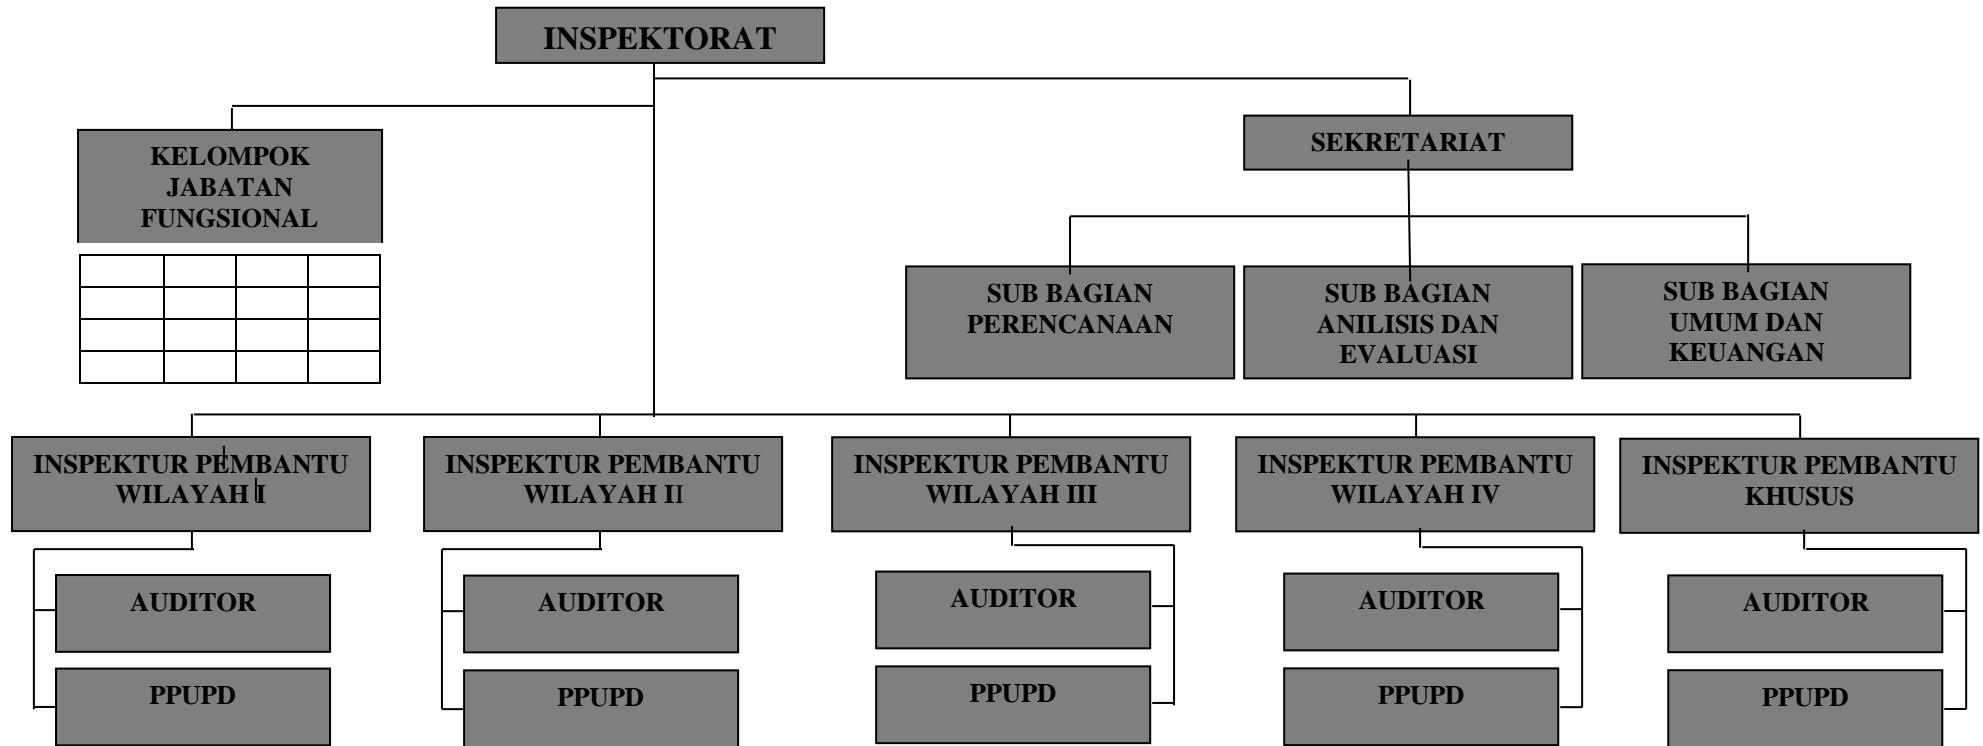 INSPEKTORAT
KELOMPOK
JABATAN
FUNGSIONAL
SEKRETARIAT
SUB BAGIAN
PERENCANAAN
SUB BAGIAN
ANILISIS DAN
EVALUASI
SUB BAGIAN
UMUM DAN
KEUANGAN
INSPEKTUR PEMBANTU
WILAYAH I
INSPEKTUR PEMBANTU
WILAYAH II
INSPEKTUR PEMBANTU
WILAYAH III
INSPEKTUR PEMBANTU
WILAYAH IV
INSPEKTUR PEMBANTU
KHUSUS
AUDITOR
AUDITOR
AUDITOR
AUDITOR
AUDITOR
PPUPD
PPUPD
PPUPD
PPUPD
PPUPD